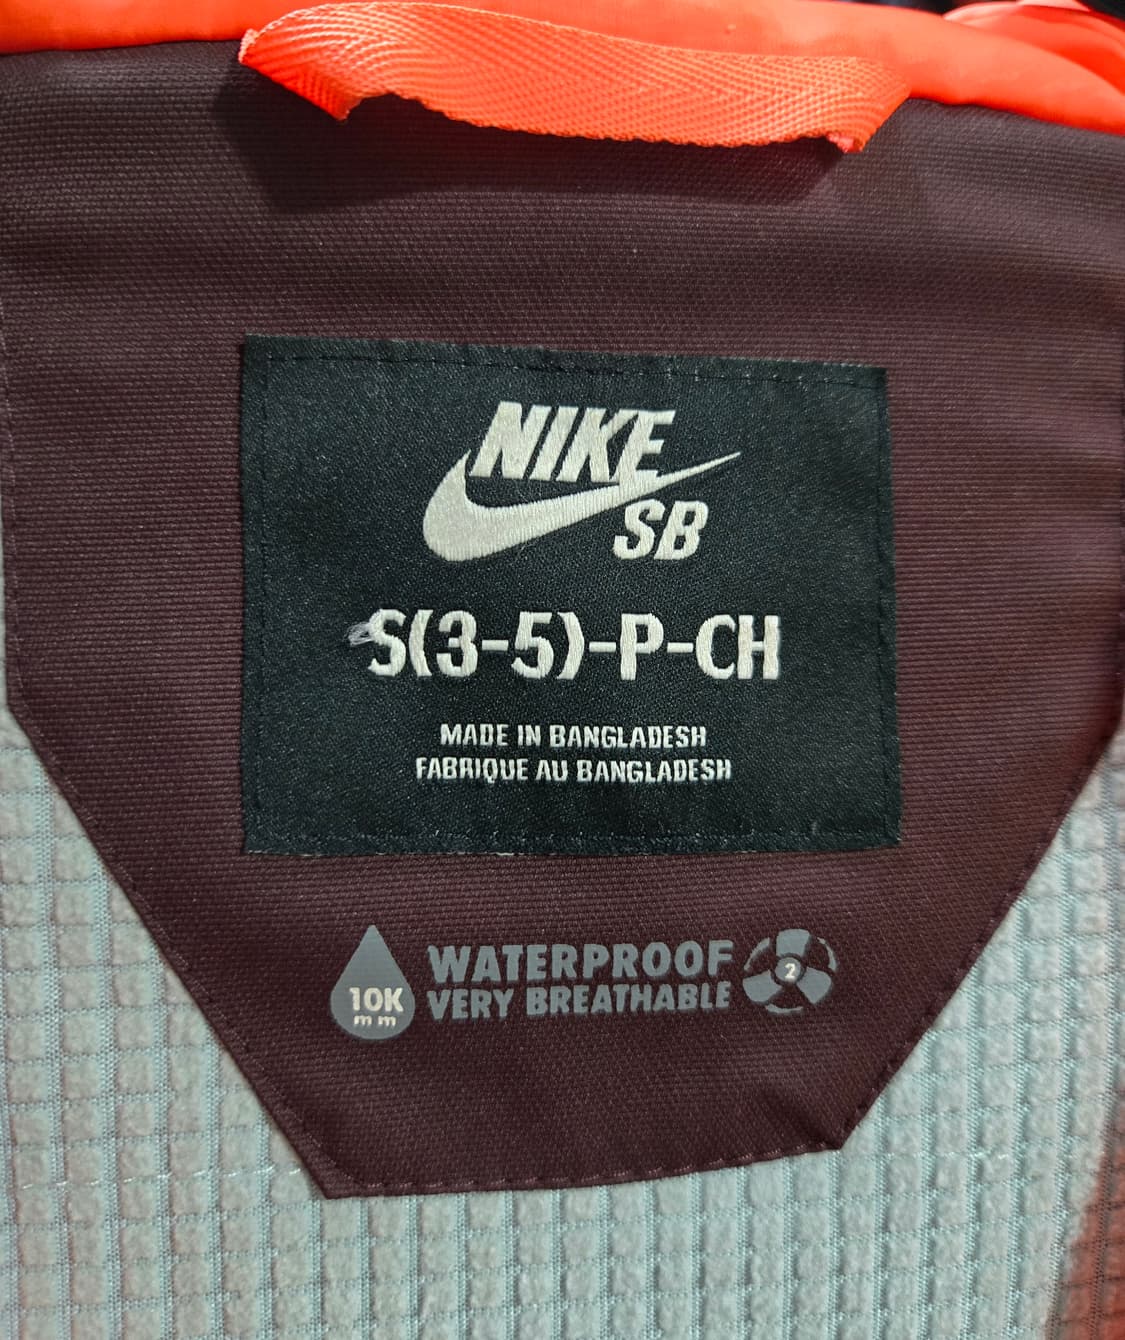 NIKE
SB
S(3-5)-P-CH
MADE IN BANGLADESH
FABRIQUE AU BANGLADESH
10K
mm
WATERPROOF
VERY BREATHABLE
2